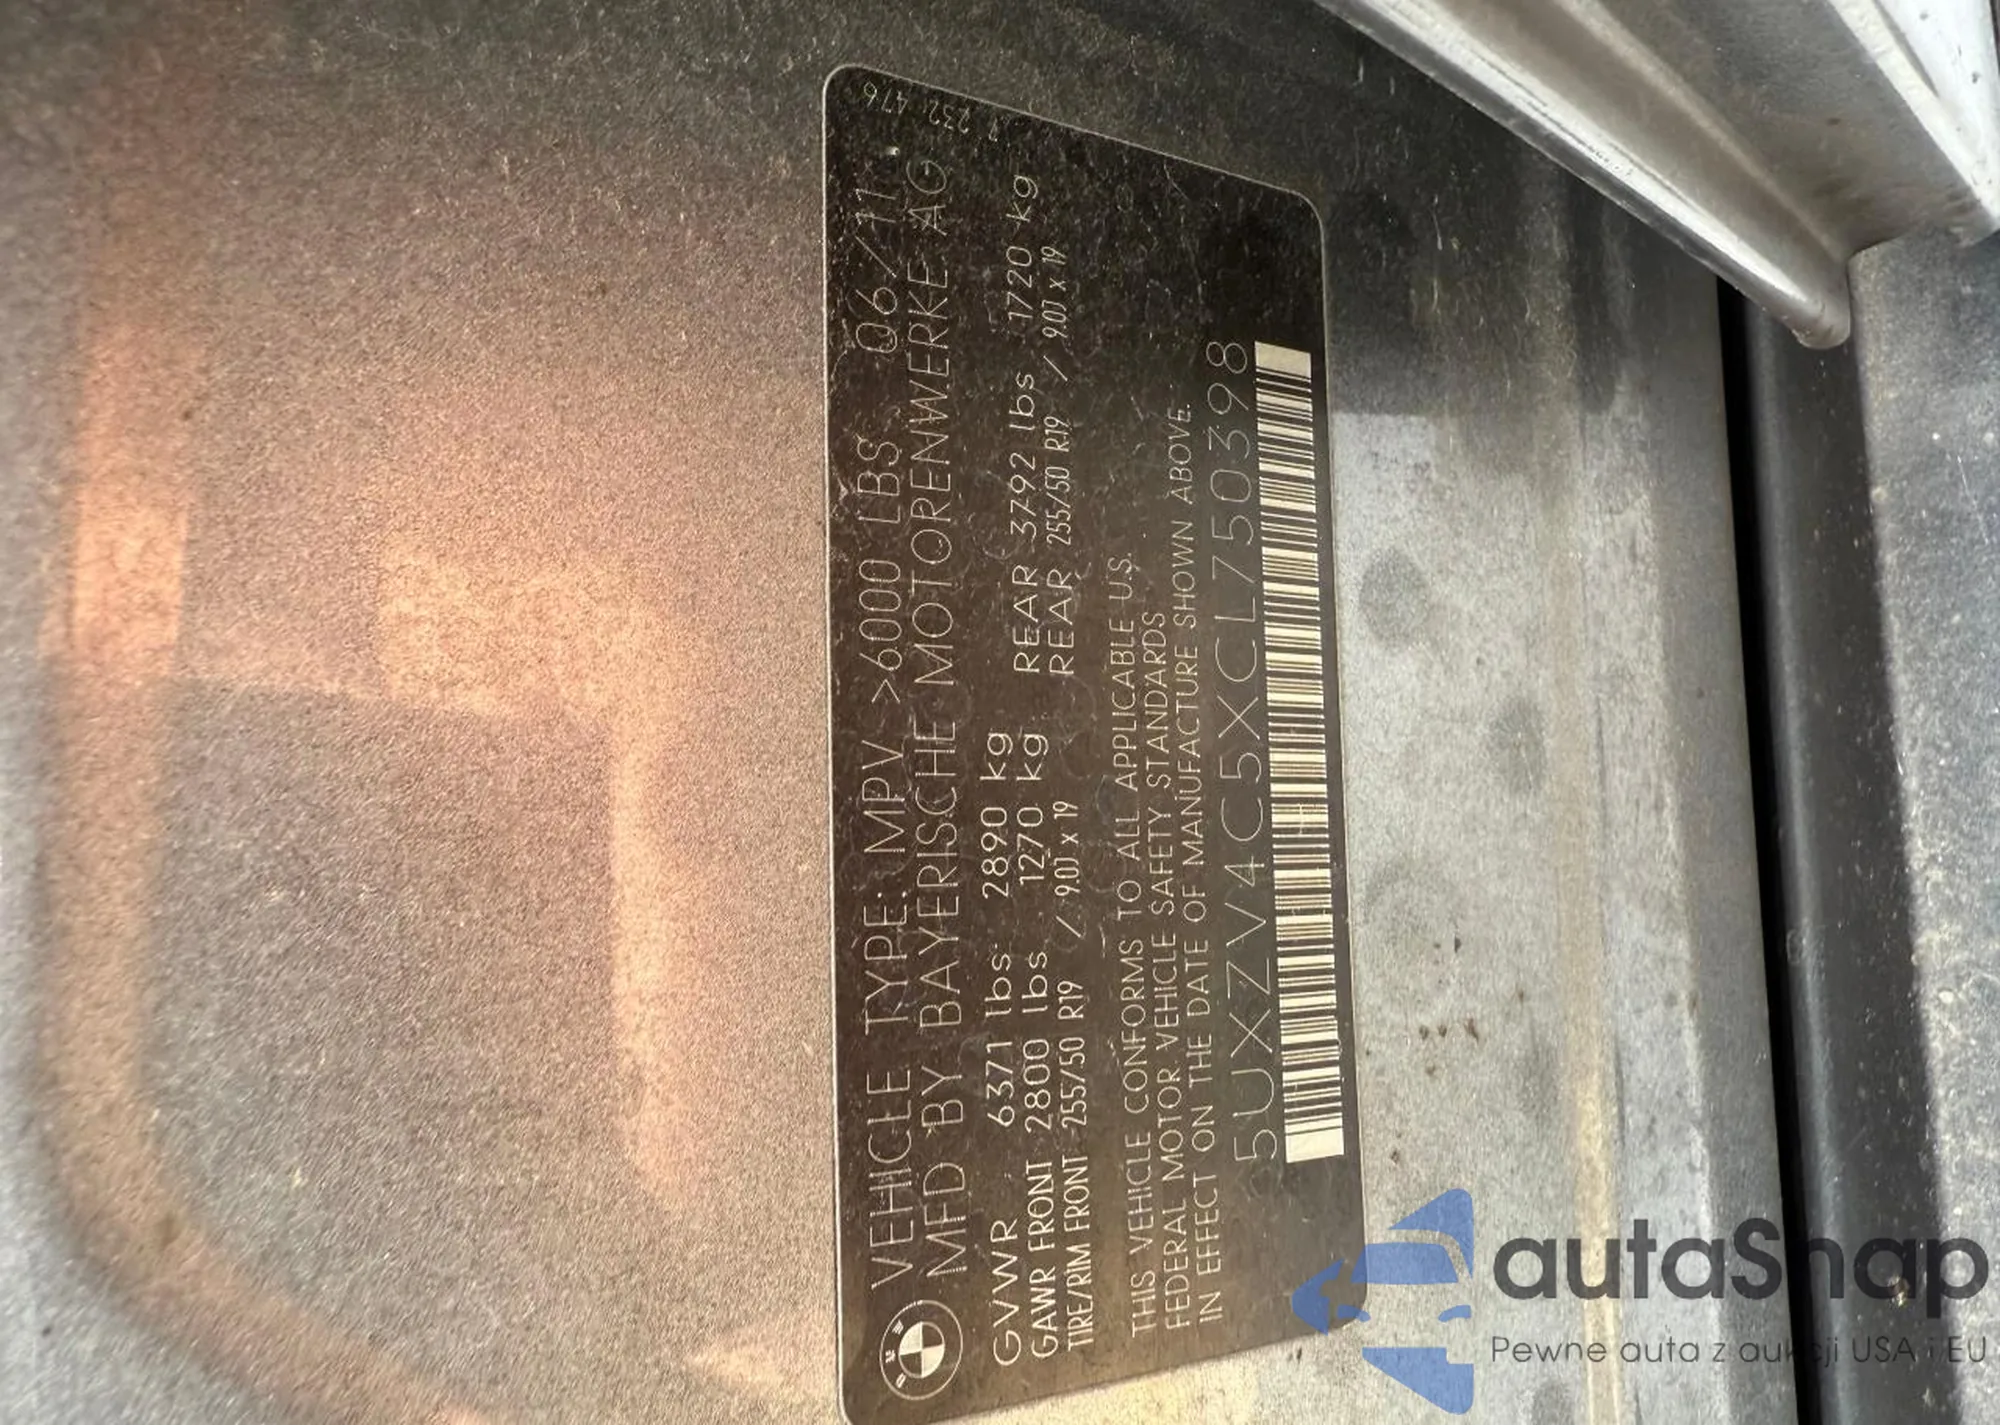 7 232 476
VEHICLE TYPE: MPV >6000 LBS 06/11
MFD BY BAYERISCHE MOTORENWERKE AG
GVWR 6371 lbs 2890 kg
GAWR FRONT 2800 lbs 1270 kg REAR 3792 lbs 1720 kg
TIRE/RIM FRONT 255/50 R19 / 9.0J x 19 REAR 255/50 R19 / 9.0J x 19
THIS VEHICLE CONFORMS TO ALL APPLICABLE U.S.
FEDERAL MOTOR VEHICLE SAFETY STANDARDS
IN EFFECT ON THE DATE OF MANUFACTURE SHOWN ABOVE.
5UXZV4C5XCL750398
BMW
autaSnap
Pewne auta z aukcji USA i EU